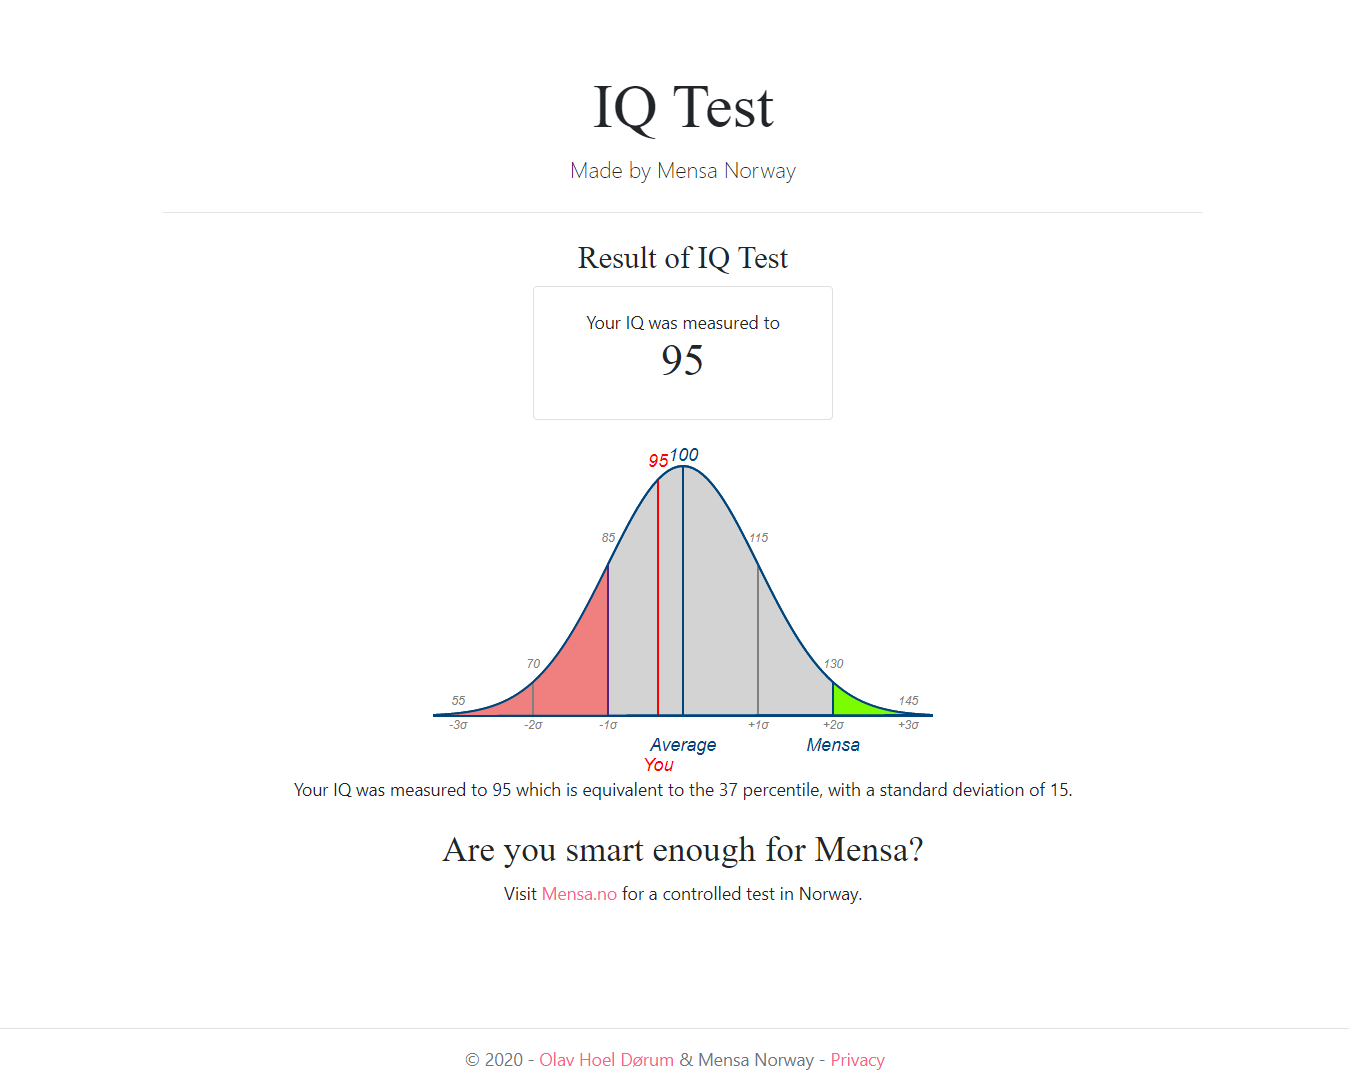 IQ Test
Made by Mensa Norway
Result of IQ Test
Your IQ was measured to
95
95 100
85 115
70 130
55 145
-3σ -2σ -1σ +1σ +2σ +3σ
Average Mensa
You
Your IQ was measured to 95 which is equivalent to the 37 percentile, with a standard deviation of 15.
Are you smart enough for Mensa?
Visit Mensa.no for a controlled test in Norway.
© 2020 - Olav Hoel Dørum & Mensa Norway - Privacy